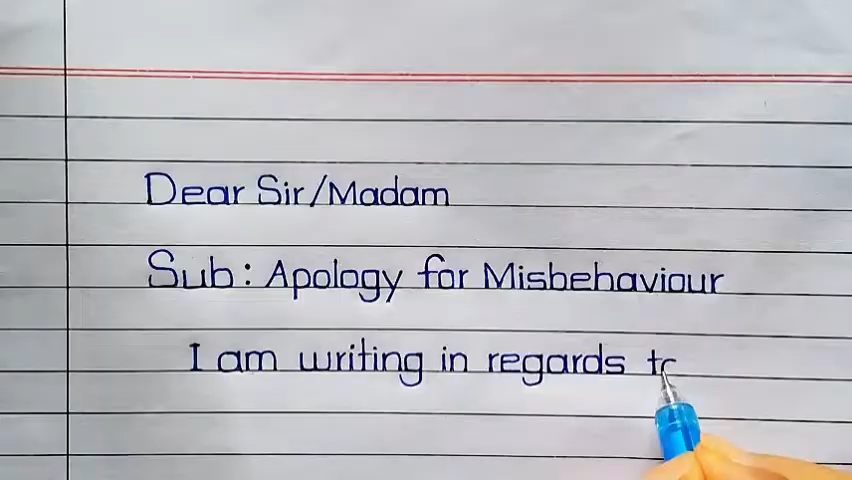 Dear Sir/Madam
Sub: Apology for Misbehaviour
I am writing in regards